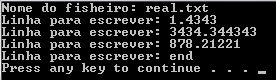 Nome do fisheiro: real.txt
Linha para escrever: 1.4343
Linha para escrever: 3434.344343
Linha para escrever: 878.21221
Linha para escrever: end
Press any key to continue . . . .